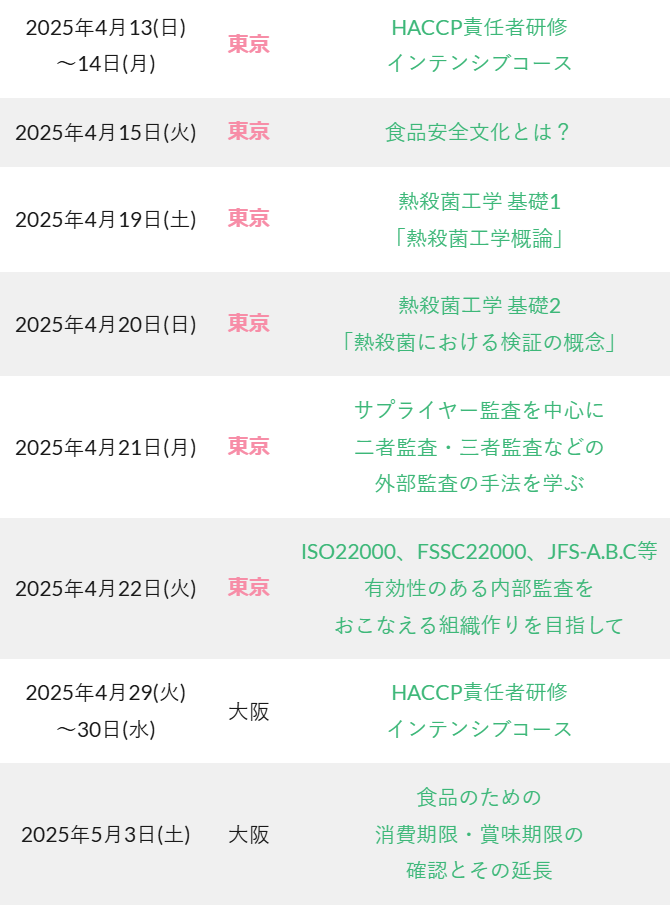 2025年4月13(日)
～14日(月)
東京
HACCP責任者研修
インテンシブコース
2025年4月15日(火)
東京
食品安全文化とは？
2025年4月19日(土)
東京
熱殺菌工学 基礎1
「熱殺菌工学概論」
2025年4月20日(日)
東京
熱殺菌工学 基礎2
「熱殺菌における検証の概念」
2025年4月21日(月)
東京
サプライヤー監査を中心に
二者監査・三者監査などの
外部監査の手法を学ぶ
2025年4月22日(火)
東京
ISO22000、FSSC22000、JFS-A.B.C等
有効性のある内部監査を
おこなえる組織作りを目指して
2025年4月29(火)
～30日(水)
大阪
HACCP責任者研修
インテンシブコース
2025年5月3日(土)
大阪
食品のための
消費期限・賞味期限の
確認とその延長